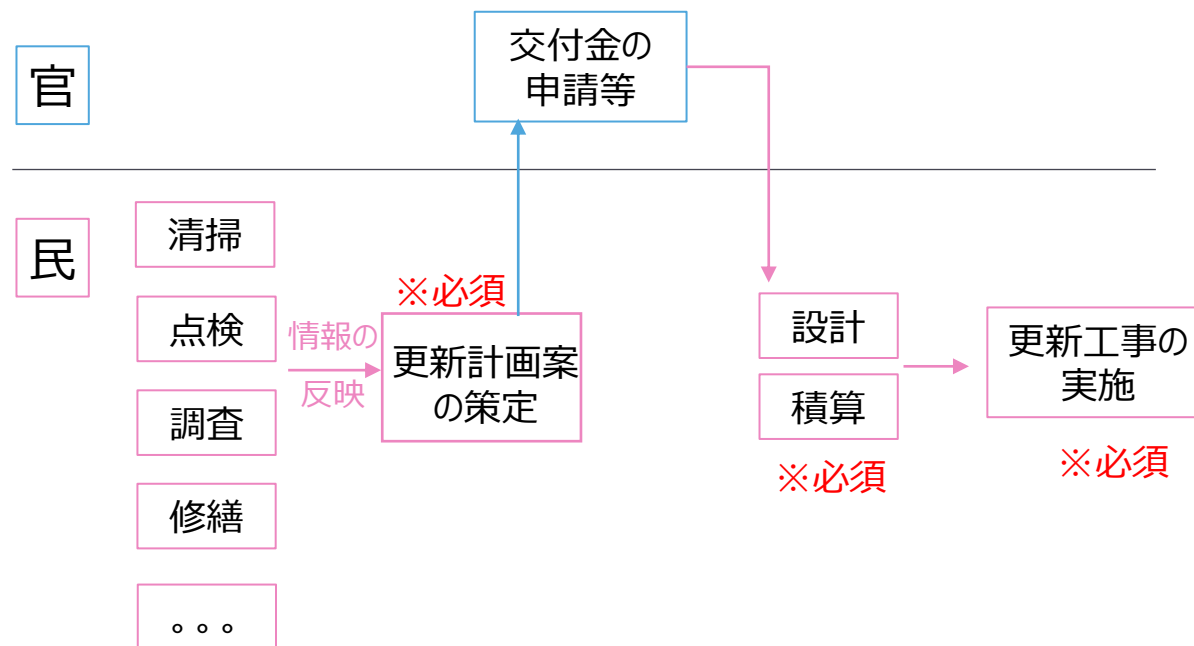 官
交付金の
申請等
民
清掃
点検
調査
修繕
。。。
情報の
反映
※必須
更新計画案
の策定
設計
積算
※必須
更新工事の
実施
※必須